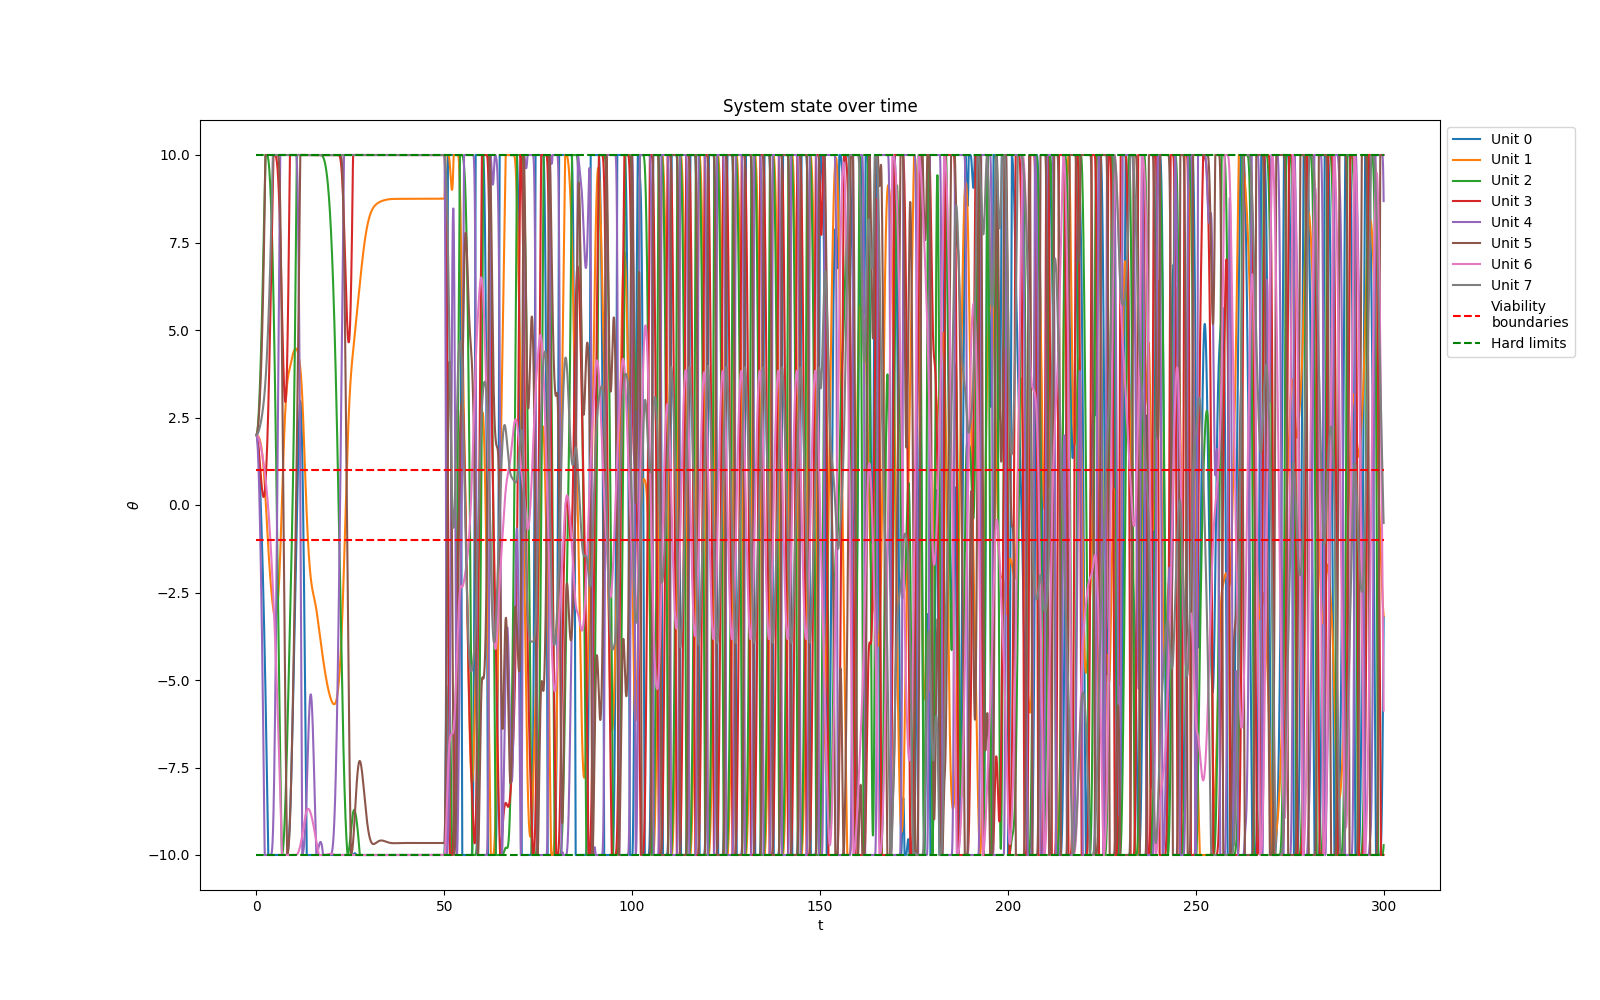 System state over time
10.0
7.5
5.0
2.5
0.0
−2.5
−5.0
−7.5
−10.0
θ
0
50
100
150
200
250
300
t
Unit 0
Unit 1
Unit 2
Unit 3
Unit 4
Unit 5
Unit 6
Unit 7
Viability
boundaries
Hard limits